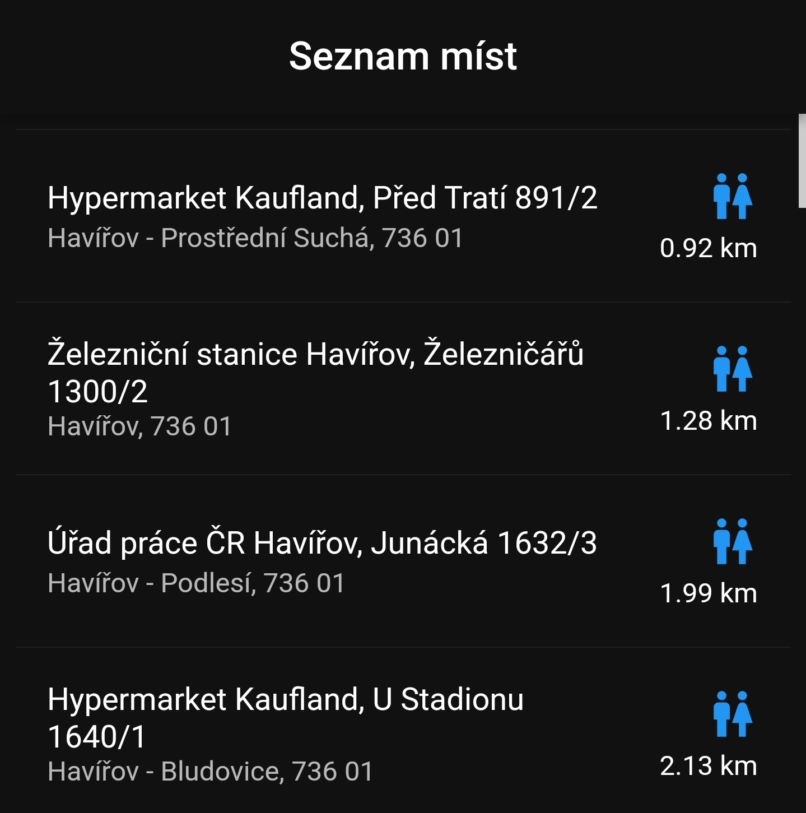 Seznam míst
Hypermarket Kaufland, Před Tratí 891/2
Havířov - Prostřední Suchá, 736 01
0.92 km
Železniční stanice Havířov, Železničářů
1300/2
Havířov, 736 01
1.28 km
Úřad práce ČR Havířov, Junácká 1632/3
Havířov - Podlesí, 736 01
1.99 km
Hypermarket Kaufland, U Stadionu
1640/1
Havířov - Bludovice, 736 01
2.13 km